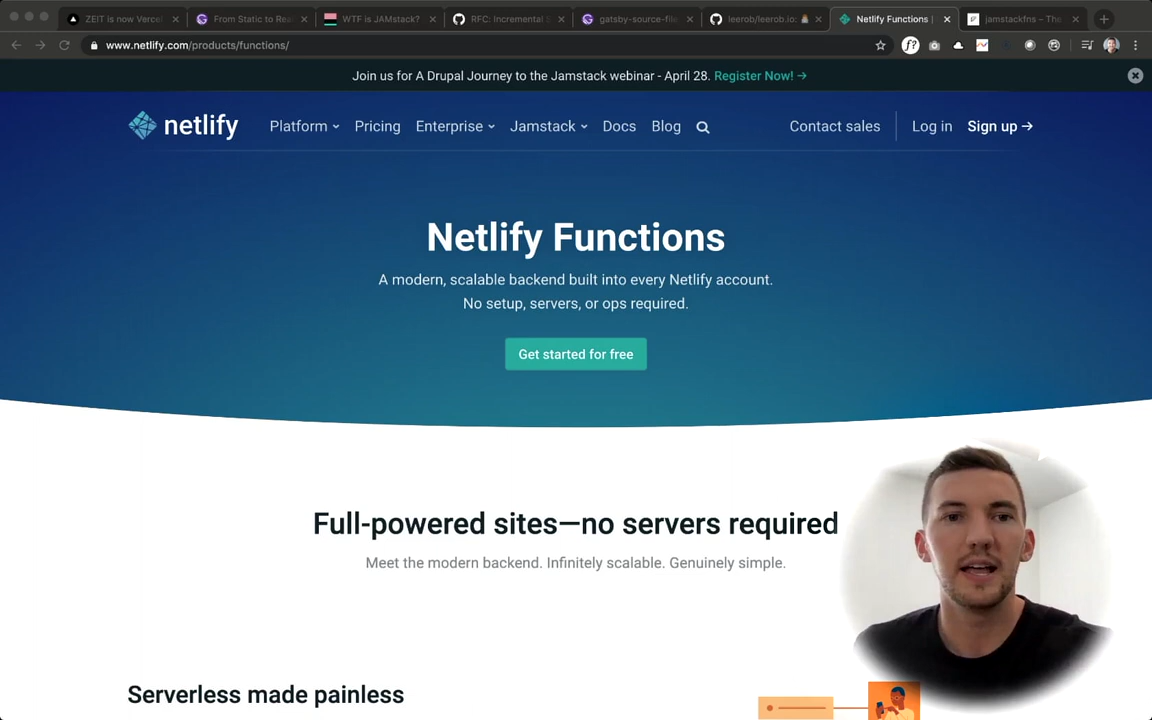 ZEIT is now Vercel
From Static to Rea
WTF is JAMstack?
RFC: Incremental S
gatsby-source-file
leerob/leerob.io:
Netlify Functions |
jamstackfns – The
www.netlify.com/products/functions/
f?
Join us for A Drupal Journey to the Jamstack webinar - April 28. Register Now! →
netlify
Platform
Pricing
Enterprise
Jamstack
Docs
Blog
Contact sales
Log in
Sign up →
Netlify Functions
A modern, scalable backend built into every Netlify account.
No setup, servers, or ops required.
Get started for free
Full-powered sites—no servers required
Meet the modern backend. Infinitely scalable. Genuinely simple.
Serverless made painless